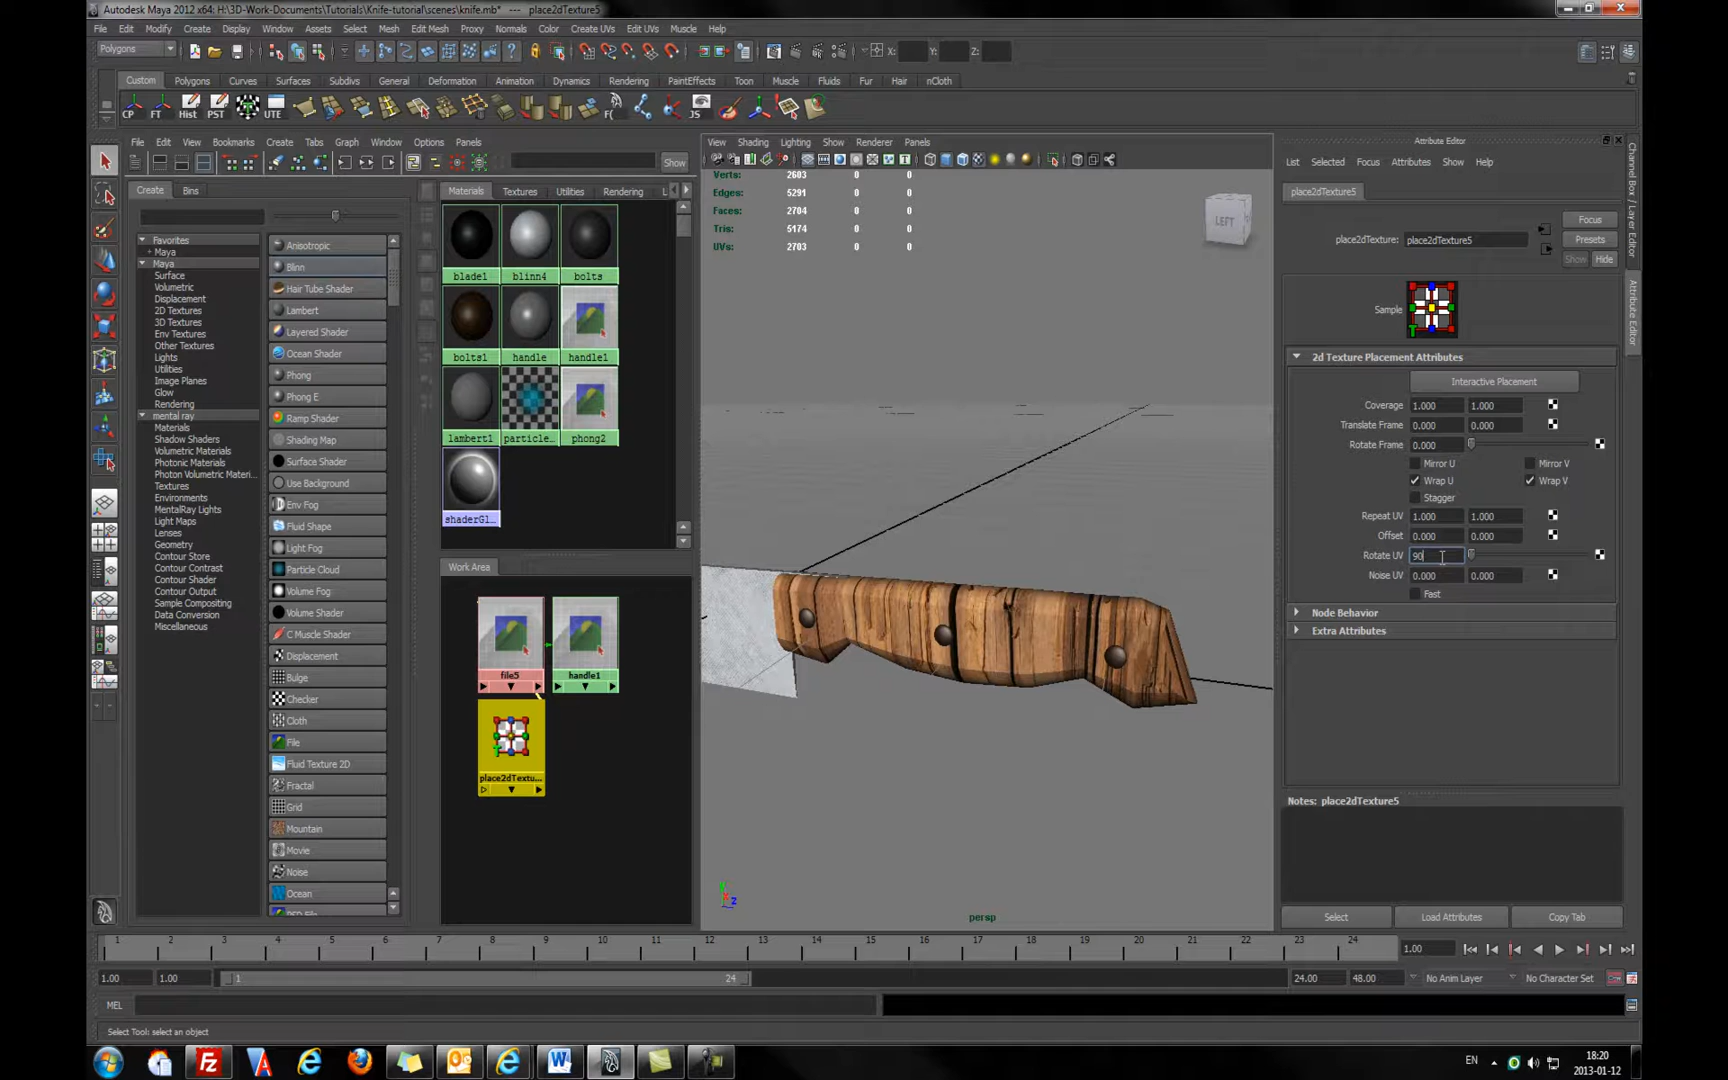 Autodesk Maya 2012 x64: H:\3D-Work-Documents\Tutorials\Knife-tutorial\scenes\knife.mb* --- place2dTexture5
File Edit Modify Create Display Window Assets Select Mesh Edit Mesh Proxy Normals Color Create UVs Edit UVs Muscle Help
Polygons
X: Y: Z:
Custom Polygons Curves Surfaces Subdivs General Deformation Animation Dynamics Rendering PaintEffects Toon Muscle Fluids Fur Hair nCloth
CP FT Hist PST UTE F( JS
File Edit View Bookmarks Create Tabs Graph Window Options Panels
Show
Create Bins
Favorites
+ Maya
Maya
Surface
Volumetric
Displacement
2D Textures
3D Textures
Env Textures
Other Textures
Lights
Utilities
Image Planes
Glow
Rendering
mental ray
Materials
Shadow Shaders
Volumetric Materials
Photonic Materials
Photon Volumetric Materi...
Textures
Environments
MentalRay Lights
Light Maps
Lenses
Geometry
Contour Store
Contour Contrast
Contour Shader
Contour Output
Sample Compositing
Data Conversion
Miscellaneous
Anisotropic
Blinn
Hair Tube Shader
Lambert
Layered Shader
Ocean Shader
Phong
Phong E
Ramp Shader
Shading Map
Surface Shader
Use Background
Env Fog
Fluid Shape
Light Fog
Particle Cloud
Volume Fog
Volume Shader
C Muscle Shader
Displacement
Bulge
Checker
Cloth
File
Fluid Texture 2D
Fractal
Grid
Mountain
Movie
Noise
Ocean
PSD File
Materials Textures Utilities Rendering L
blade1 blinn4 bolts
bolts1 handle handle1
lambert1 particle... phong2
shaderGl...
Work Area
file5 handle1
place2dTextu...
View Shading Lighting Show Renderer Panels
Verts: 2603 0 0
Edges: 5291 0 0
Faces: 2704 0 0
Tris: 5174 0 0
UVs: 2703 0 0
LEFT
Y
Z
persp
Attribute Editor
List Selected Focus Attributes Show Help
place2dTexture5
Focus
place2dTexture: place2dTexture5
Presets
Show Hide
Sample
2d Texture Placement Attributes
Interactive Placement
Coverage 1.000 1.000
Translate Frame 0.000 0.000
Rotate Frame 0.000
Mirror U Mirror V
Wrap U Wrap V
Stagger
Repeat UV 1.000 1.000
Offset 0.000 0.000
Rotate UV 90
Noise UV 0.000 0.000
Fast
Node Behavior
Extra Attributes
Notes: place2dTexture5
Select Load Attributes Copy Tab
Channel Box / Layer Editor
Attribute Editor
1 2 3 4 5 6 7 8 9 10 11 12 13 14 15 16 17 18 19 20 21 22 23 24 1.00
1.00 1.00 1 24 24.00 48.00 No Anim Layer No Character Set
MEL
Select Tool: select an object
EN 18:20
2013-01-12